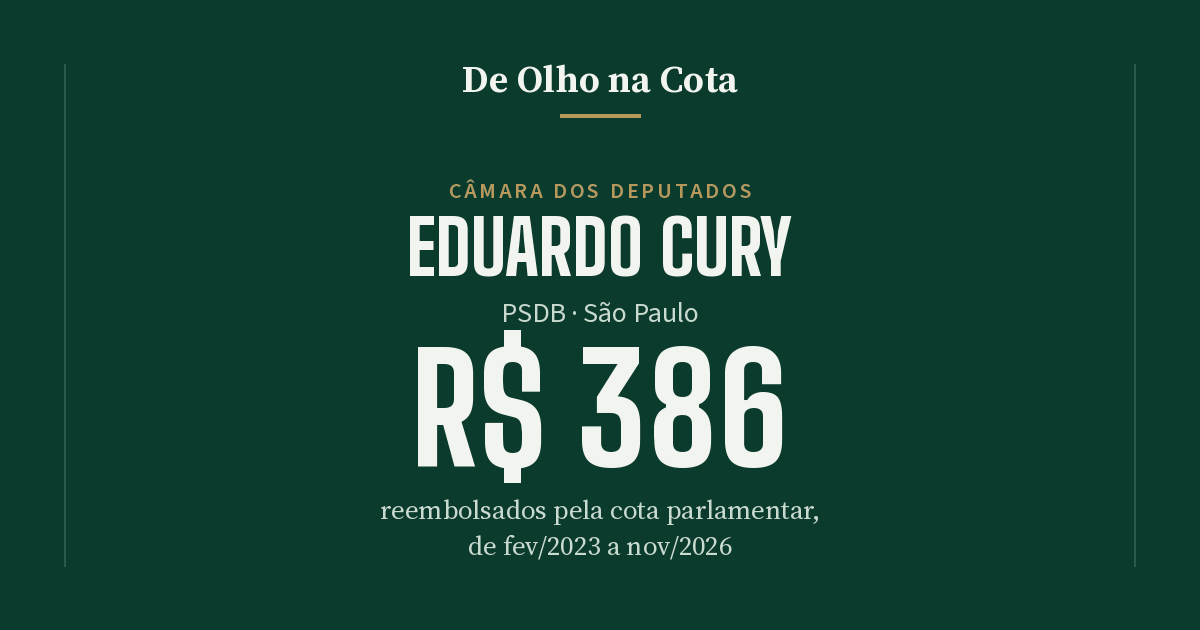 De Olho na Cota
CÂMARA DOS DEPUTADOS
EDUARDO CURY
PSDB · São Paulo
R$ 386
reembolsados pela cota parlamentar,
de fev/2023 a nov/2026